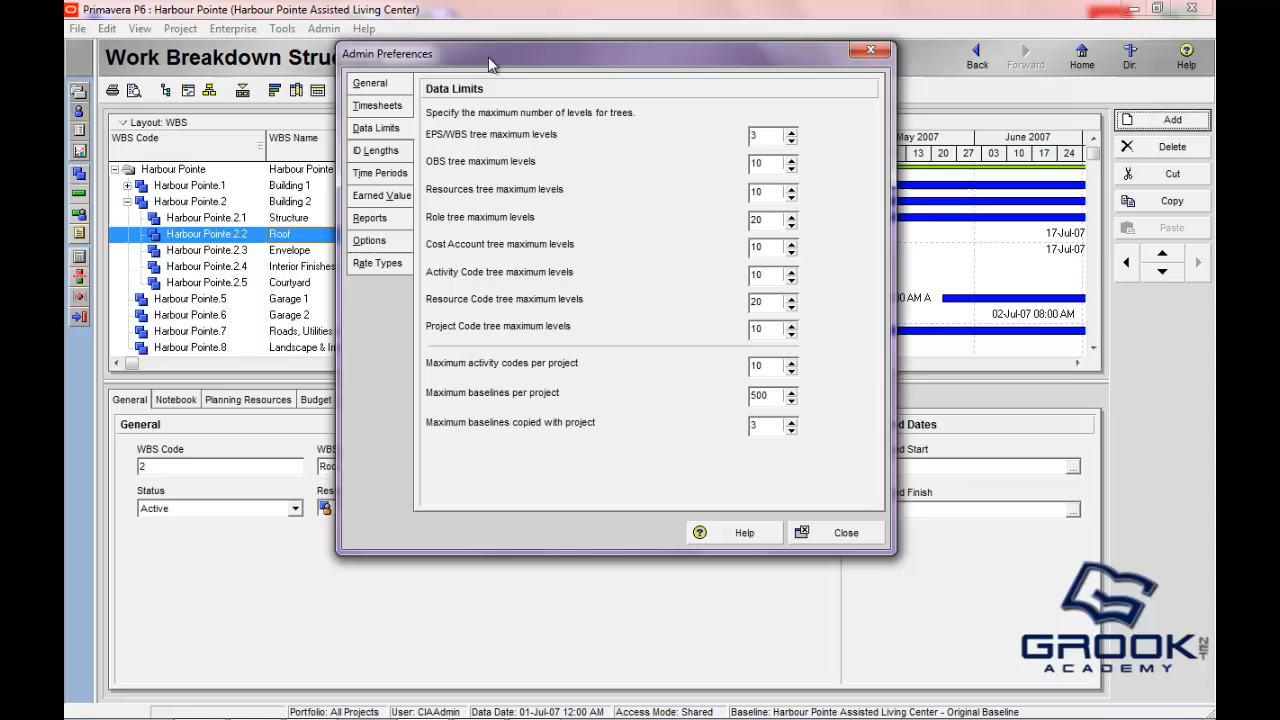 Primavera P6 : Harbour Pointe (Harbour Pointe Assisted Living Center)
File Edit View Project Enterprise Tools Admin Help
Work Breakdown Stru
Back Forward Home Dir. Help
Admin Preferences
General
Timesheets
Data Limits
ID Lengths
Time Periods
Earned Value
Reports
Options
Rate Types
Data Limits
Specify the maximum number of levels for trees.
EPS/WBS tree maximum levels 3
OBS tree maximum levels 10
Resources tree maximum levels 10
Role tree maximum levels 20
Cost Account tree maximum levels 10
Activity Code tree maximum levels 10
Resource Code tree maximum levels 20
Project Code tree maximum levels 10
Maximum activity codes per project 10
Maximum baselines per project 500
Maximum baselines copied with project 3
Help Close
Layout: WBS
WBS Code WBS Name
Harbour Pointe Harbour Pointe
Harbour Pointe.1 Building 1
Harbour Pointe.2 Building 2
Harbour Pointe.2.1 Structure
Harbour Pointe.2.2 Roof
Harbour Pointe.2.3 Envelope
Harbour Pointe.2.4 Interior Finishes
Harbour Pointe.2.5 Courtyard
Harbour Pointe.5 Garage 1
Harbour Pointe.6 Garage 2
Harbour Pointe.7 Roads, Utilities
Harbour Pointe.8 Landscape & I
May 2007 June 2007
13 20 27 03 10 17 24
17-Jul-07
17-Jul-07
00 AM A
02-Jul-07 08:00 AM
Add
Delete
Cut
Copy
Paste
General Notebook Planning Resources Budget
General
WBS Code WBS
2 Roo
Status Res
Active
d Dates
ed Start
...
ed Finish
...
GROOK .NET
ACADEMY
Portfolio: All Projects User: CIAAdmin Data Date: 01-Jul-07 12:00 AM Access Mode: Shared Baseline: Harbour Pointe Assisted Living Center - Original Baseline